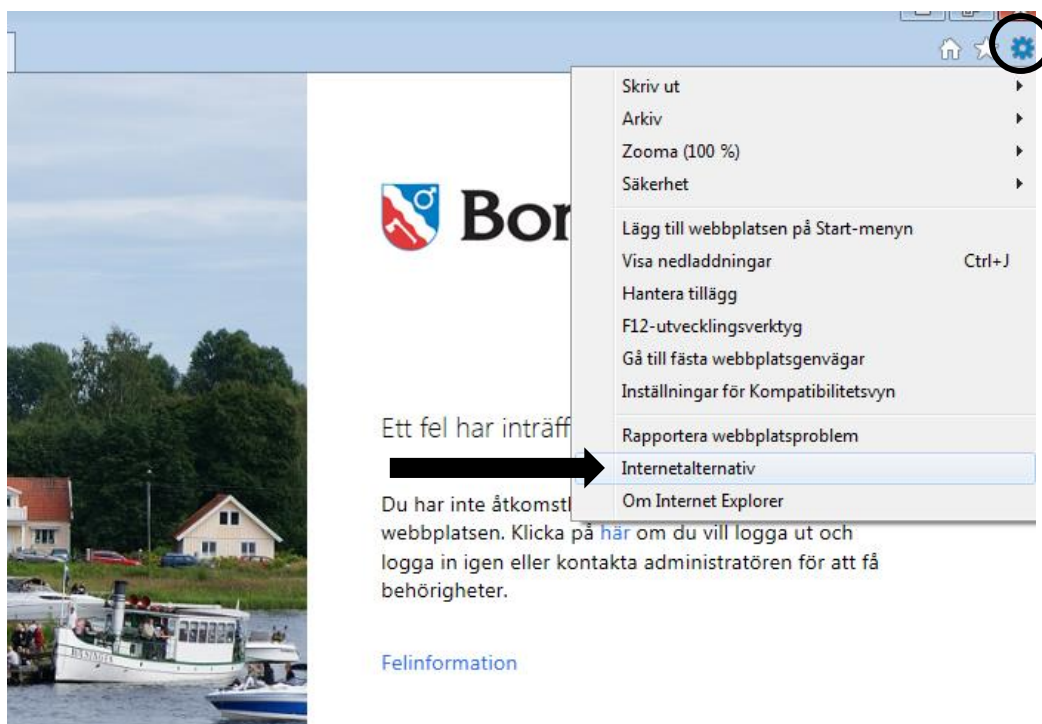 Skriv ut
Arkiv
Zooma (100 %)
Säkerhet
Lägg till webbplatsen på Start-menyn
Visa nedladdningar Ctrl+J
Hantera tillägg
F12-utvecklingsverktyg
Gå till fästa webbplatsgenvägar
Inställningar för Kompatibilitetsvyn
Rapportera webbplatsproblem
Internetalternativ
Om Internet Explorer
Bor
Ett fel har inträff
Du har inte åtkomstl
webbplatsen. Klicka på här om du vill logga ut och
logga in igen eller kontakta administratören för att få
behörigheter.
Felinformation